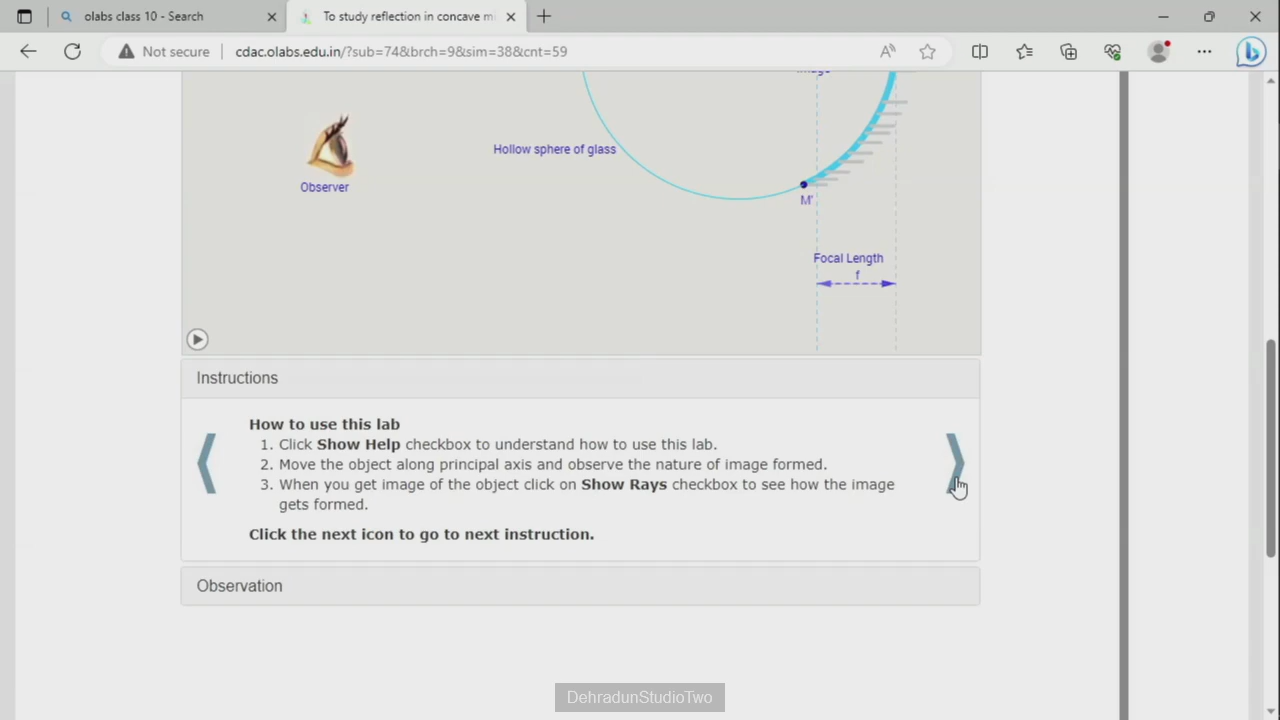 olabs class 10 - Search
To study reflection in concave mi
Not secure
cdac.olabs.edu.in/?sub=74&brch=9&sim=38&cnt=59
Image
Observer
Hollow sphere of glass
M'
Focal Length
f
Instructions
How to use this lab
1. Click Show Help checkbox to understand how to use this lab.
2. Move the object along principal axis and observe the nature of image formed.
3. When you get image of the object click on Show Rays checkbox to see how the image
gets formed.
Click the next icon to go to next instruction.
Observation
DehradunStudioTwo